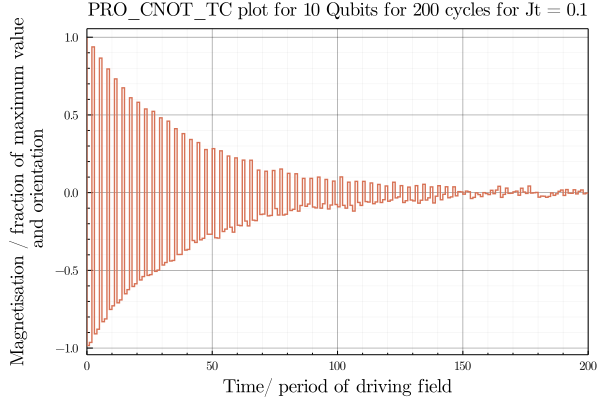 PRO_CNOT_TC plot for 10 Qubits for 200 cycles for Jt = 0.1
Magnetisation / fraction of maximum value
and orientation
1.0
0.5
0.0
−0.5
−1.0
0 50 100 150 200
Time/ period of driving field